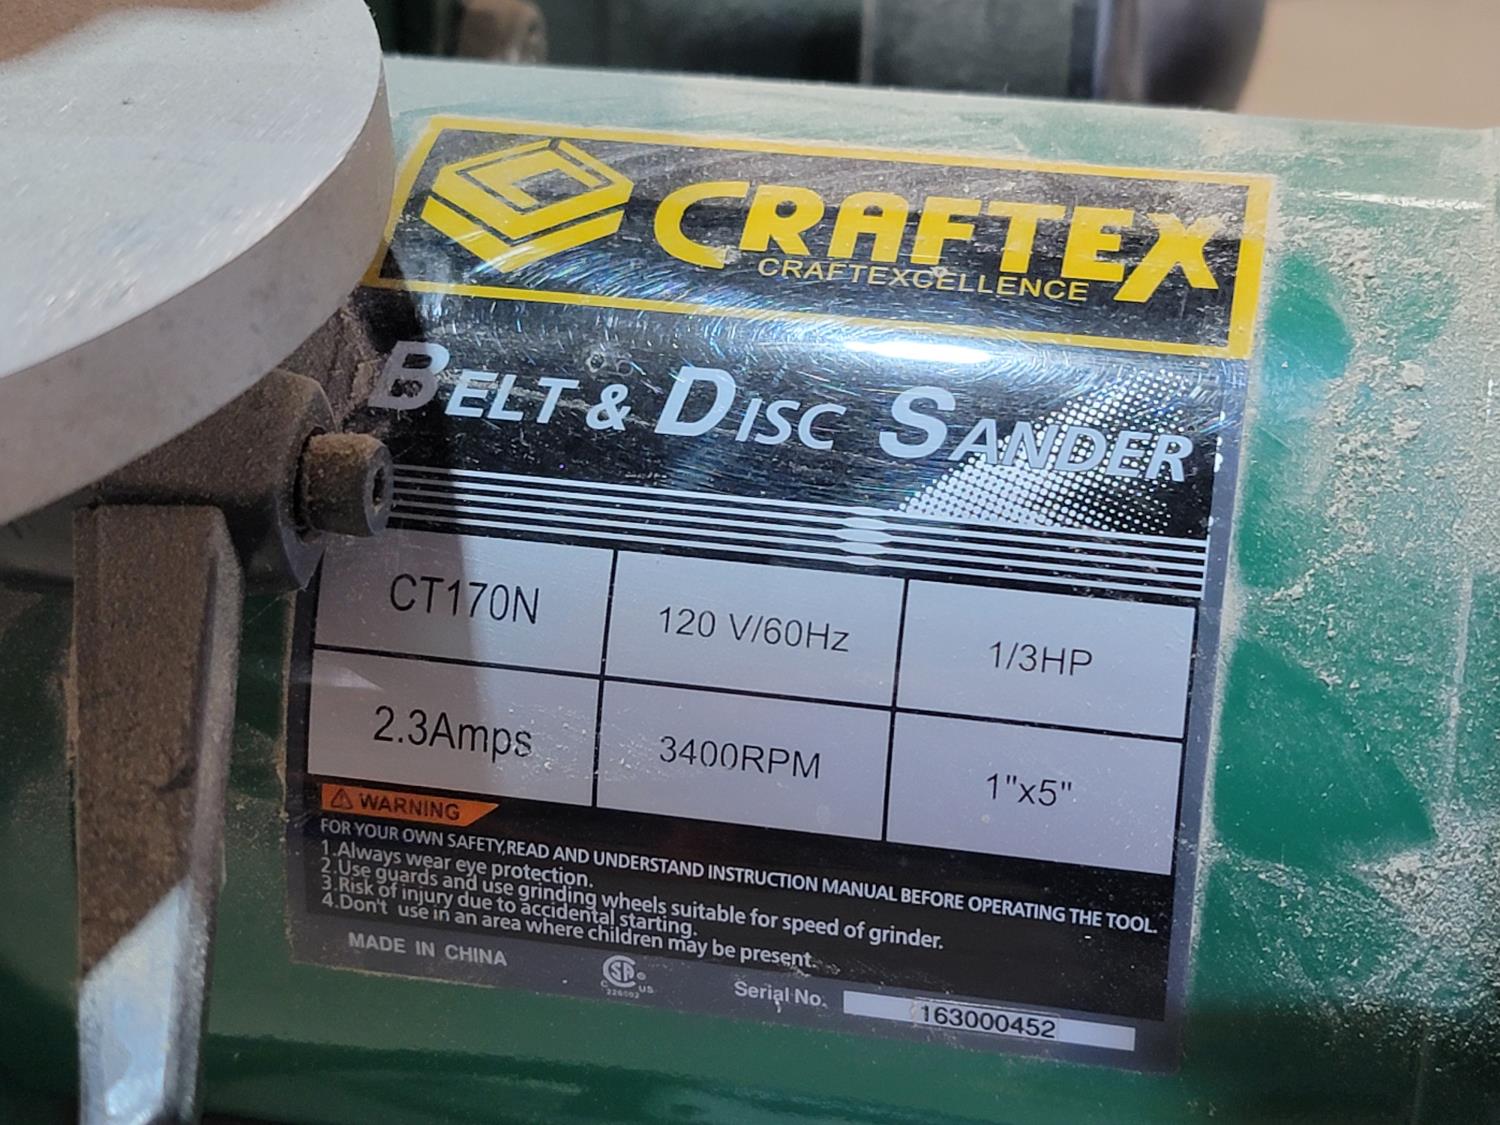 CRAFTEX
CRAFTEXCELLENCE
BELT & DISC SANDER
CT170N 120 V/60Hz 1/3HP
2.3Amps 3400RPM 1"x5"
WARNING
FOR YOUR OWN SAFETY,READ AND UNDERSTAND INSTRUCTION MANUAL BEFORE OPERATING THE TOOL.
1.Always wear eye protection.
2.Use guards and use grinding wheels suitable for speed of grinder.
3.Risk of injury due to accidental starting.
4.Don't use in an area where children may be present.
MADE IN CHINA
C US
Serial No. 163000452